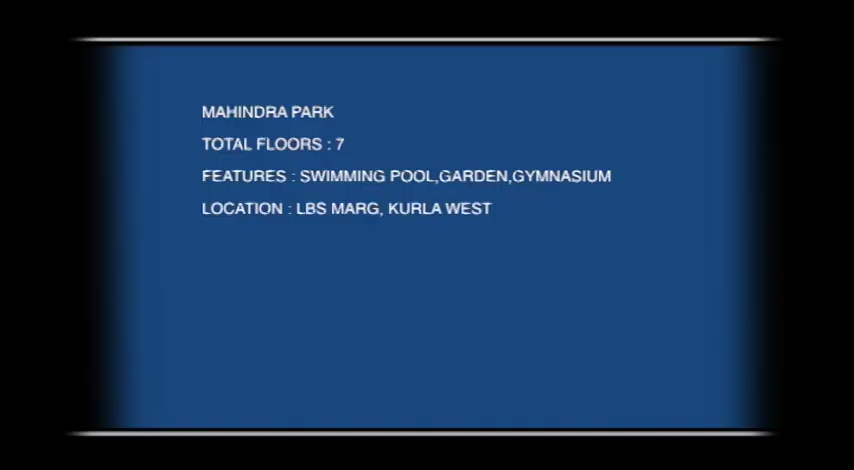 MAHINDRA PARK
TOTAL FLOORS : 7
FEATURES : SWIMMING POOL,GARDEN,GYMNASIUM
LOCATION : LBS MARG, KURLA WEST